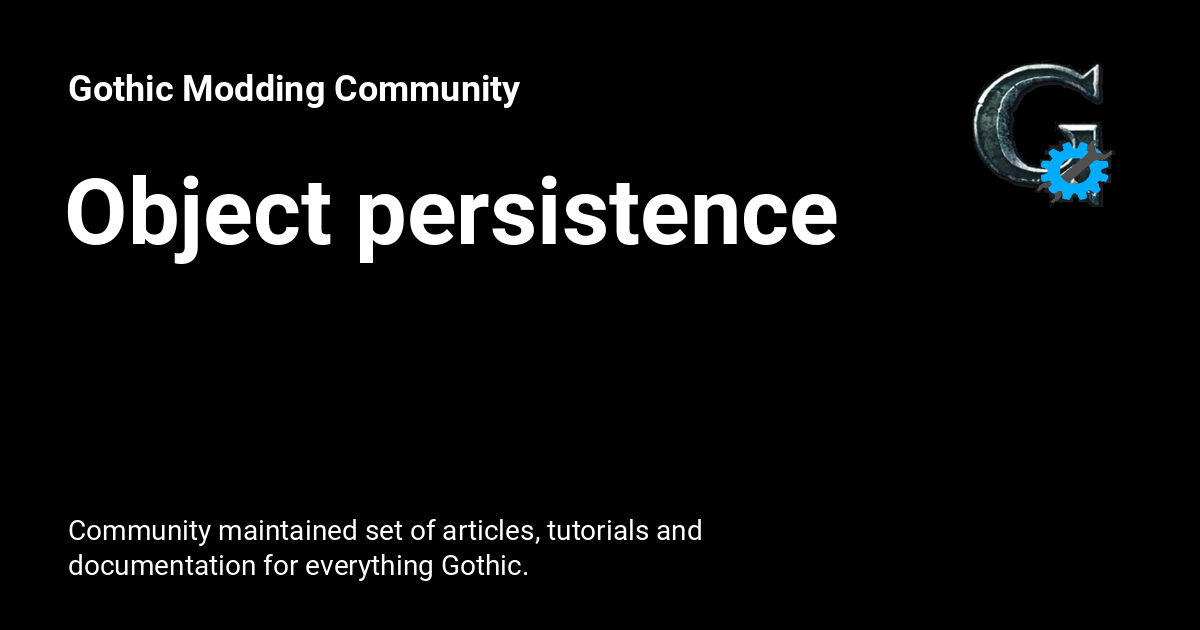 Gothic Modding Community
G
Object persistence
Community maintained set of articles, tutorials and
documentation for everything Gothic.